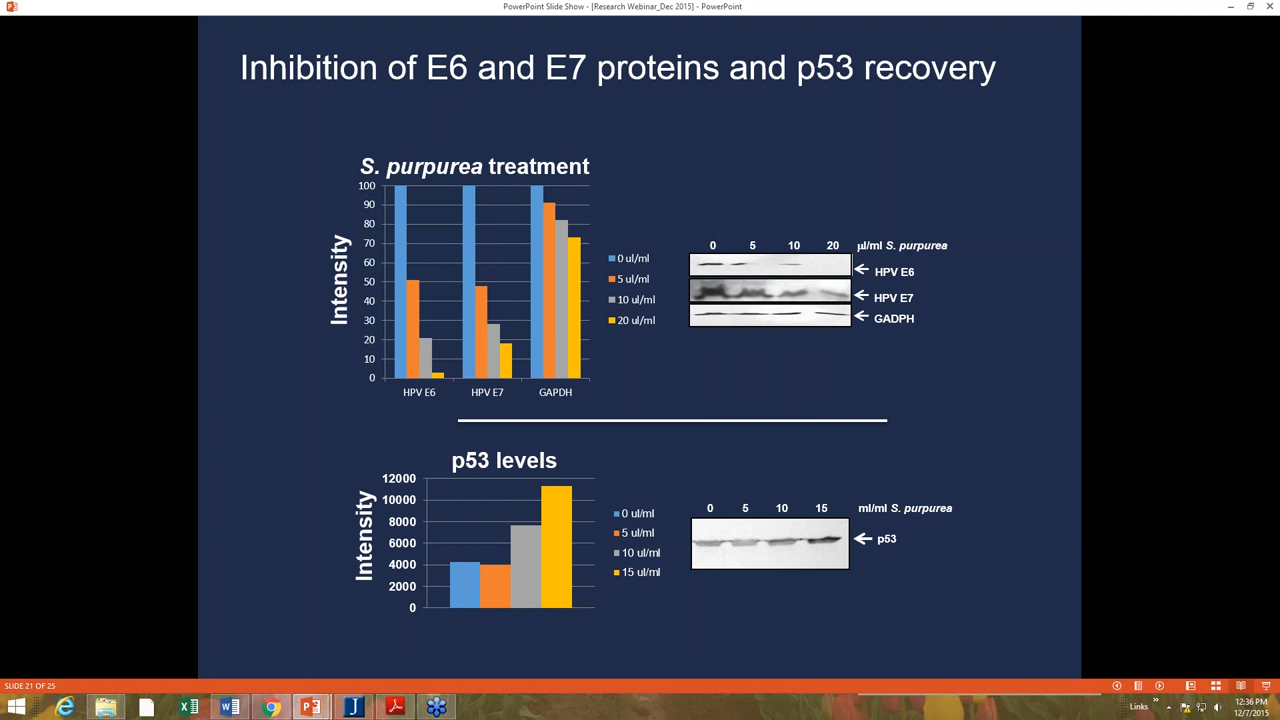 PowerPoint Slide Show - [Research Webinar_Dec 2015] - PowerPoint
Inhibition of E6 and E7 proteins and p53 recovery
S. purpurea treatment
Intensity
100
90
80
70
60
50
40
30
20
10
0
HPV E6 HPV E7 GAPDH
0 ul/ml
5 ul/ml
10 ul/ml
20 ul/ml
0 5 10 20 µl/ml S. purpurea
HPV E6
HPV E7
GADPH
p53 levels
Intensity
12000
10000
8000
6000
4000
2000
0
0 ul/ml
5 ul/ml
10 ul/ml
15 ul/ml
0 5 10 15 ml/ml S. purpurea
p53
SLIDE 21 OF 25
Links
12:36 PM
12/7/2015